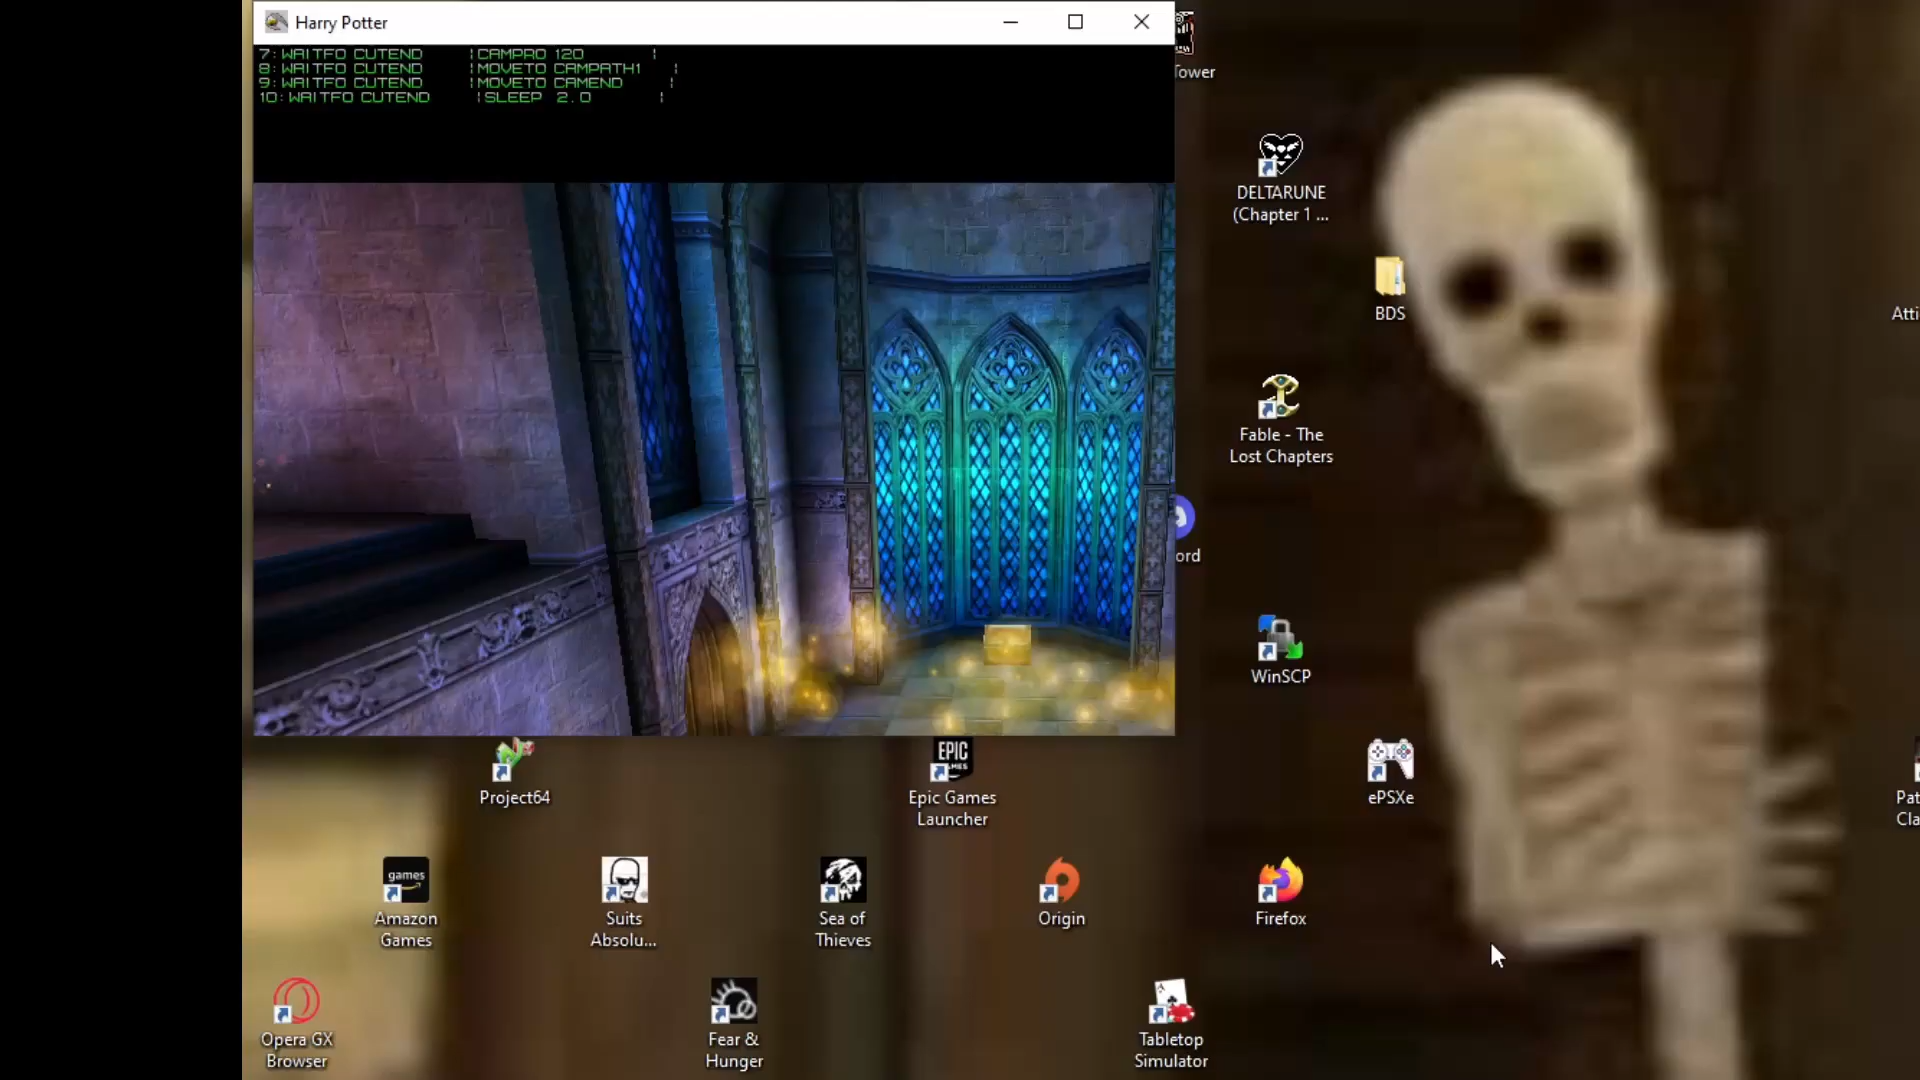 Harry Potter
7: WAITFO CUTEND | CAMPRO 120 |
8: WAITFO CUTEND | MOVETO CAMPATH1 |
9: WAITFO CUTEND | MOVETO CAMEND |
10: WAITFO CUTEND | SLEEP 2.0 |
Tower
DELTARUNE
(Chapter 1 ...
BDS
Atti
Fable - The
Lost Chapters
ord
WinSCP
Project64
EPIC
GAMES
Epic Games
Launcher
ePSXe
Pat
Cla
games
Amazon
Games
Suits
Absolu...
Sea of
Thieves
Origin
Firefox
Opera GX
Browser
Fear &
Hunger
A
Tabletop
Simulator